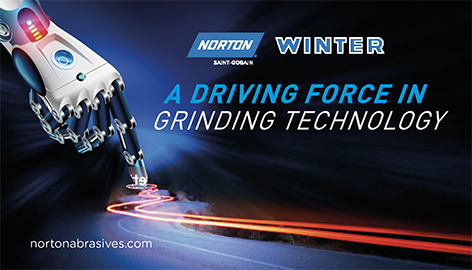 NORTON
SAINT-GOBAIN
WINTER
A DRIVING FORCE IN
GRINDING TECHNOLOGY
nortonabrasives.com